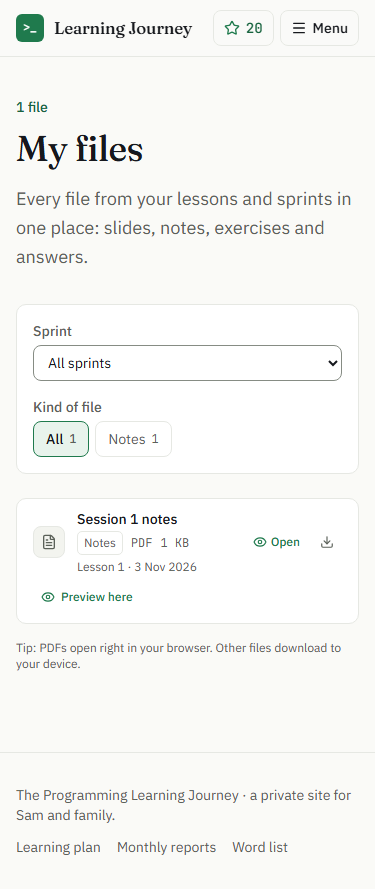 >_ Learning Journey 20 Menu
1 file
My files
Every file from your lessons and sprints in
one place: slides, notes, exercises and
answers.
Sprint
All sprints
Kind of file
All 1 Notes 1
Session 1 notes
Notes PDF 1 KB
Open
Lesson 1 · 3 Nov 2026
Preview here
Tip: PDFs open right in your browser. Other files download to
your device.
The Programming Learning Journey · a private site for
Sam and family.
Learning plan Monthly reports Word list